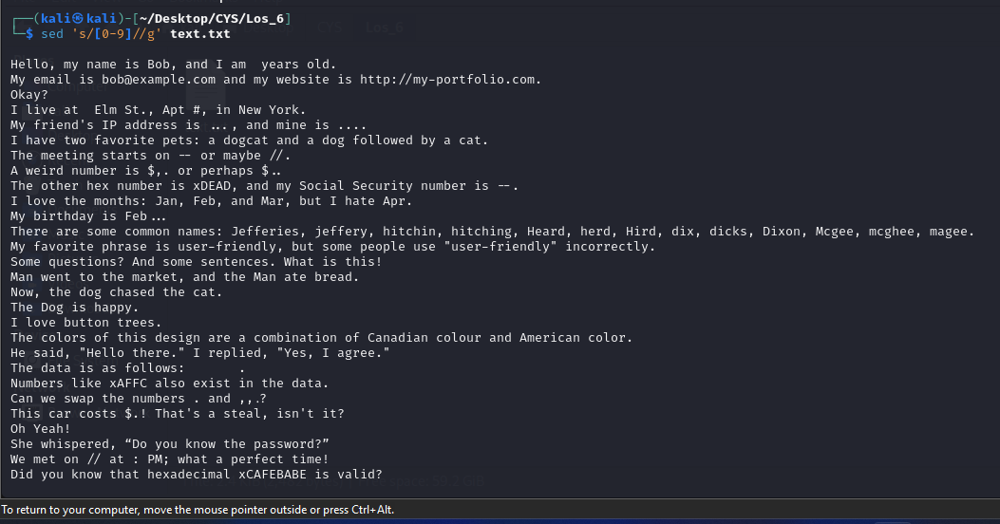 ┌──(kali㉿kali)-[~/Desktop/CYS/Los_6]
└─$ sed 's/[0-9]//g' text.txt
Hello, my name is Bob, and I am  years old.
My email is bob@example.com and my website is http://my-portfolio.com.
Okay?
I live at  Elm St., Apt #, in New York.
My friend's IP address is ..., and mine is ....
I have two favorite pets: a dogcat and a dog followed by a cat.
The meeting starts on -- or maybe //.
A weird number is $,. or perhaps $..
The other hex number is xDEAD, and my Social Security number is --.
I love the months: Jan, Feb, and Mar, but I hate Apr.
My birthday is Feb...
There are some common names: Jefferies, jeffery, hitchin, hitching, Heard, herd, Hird, dix, dicks, Dixon, Mcgee, mcghee, magee.
My favorite phrase is user-friendly, but some people use "user-friendly" incorrectly.
Some questions? And some sentences. What is this!
Man went to the market, and the Man ate bread.
Now, the dog chased the cat.
The Dog is happy.
I love button trees.
The colors of this design are a combination of Canadian colour and American color.
He said, "Hello there." I replied, "Yes, I agree."
The data is as follows:       .
Numbers like xAFFC also exist in the data.
Can we swap the numbers . and ,,.?
This car costs $.! That's a steal, isn't it?
Oh Yeah!
She whispered, “Do you know the password?”
We met on // at : PM; what a perfect time!
Did you know that hexadecimal xCAFEBABE is valid?
To return to your computer, move the mouse pointer outside or press Ctrl+Alt.